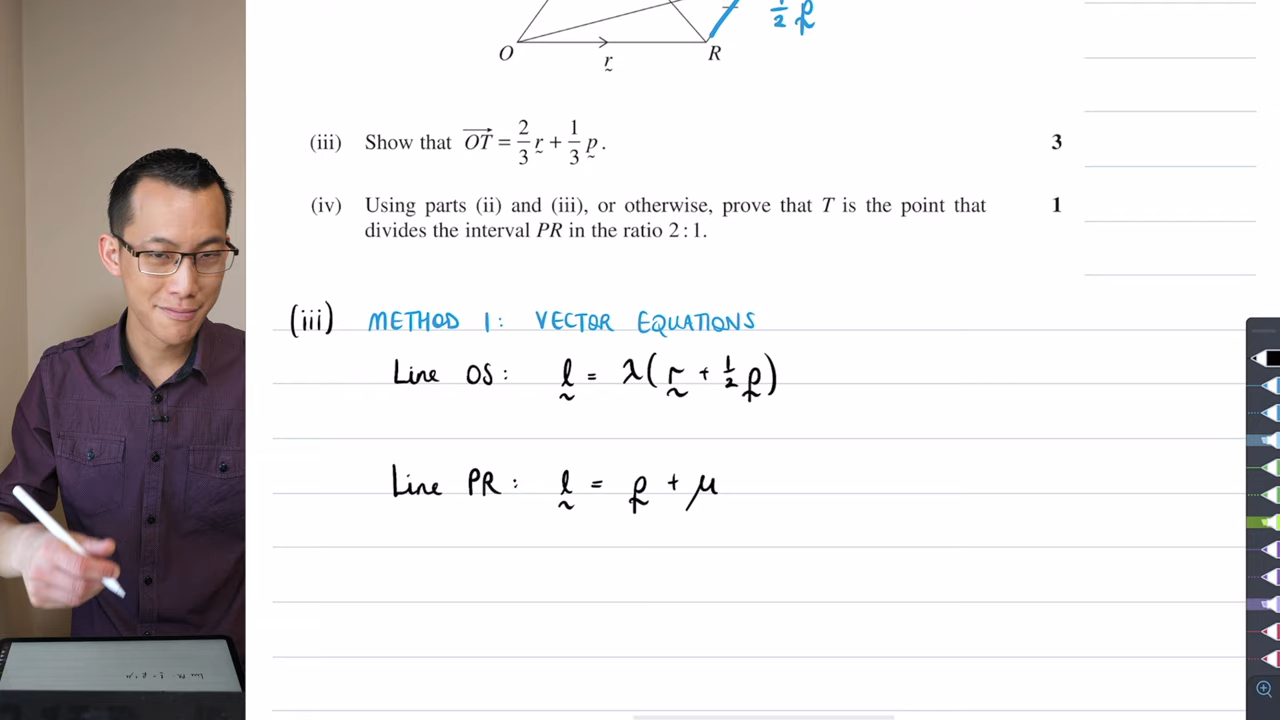 1/2 p
O
R
r
(iii) Show that OT = 2/3 r + 1/3 p. 3
(iv) Using parts (ii) and (iii), or otherwise, prove that T is the point that 1
divides the interval PR in the ratio 2 : 1.
(iii) METHOD 1: VECTOR EQUATIONS
Line OS: l = λ(r + 1/2 p)
Line PR: l = p + μ